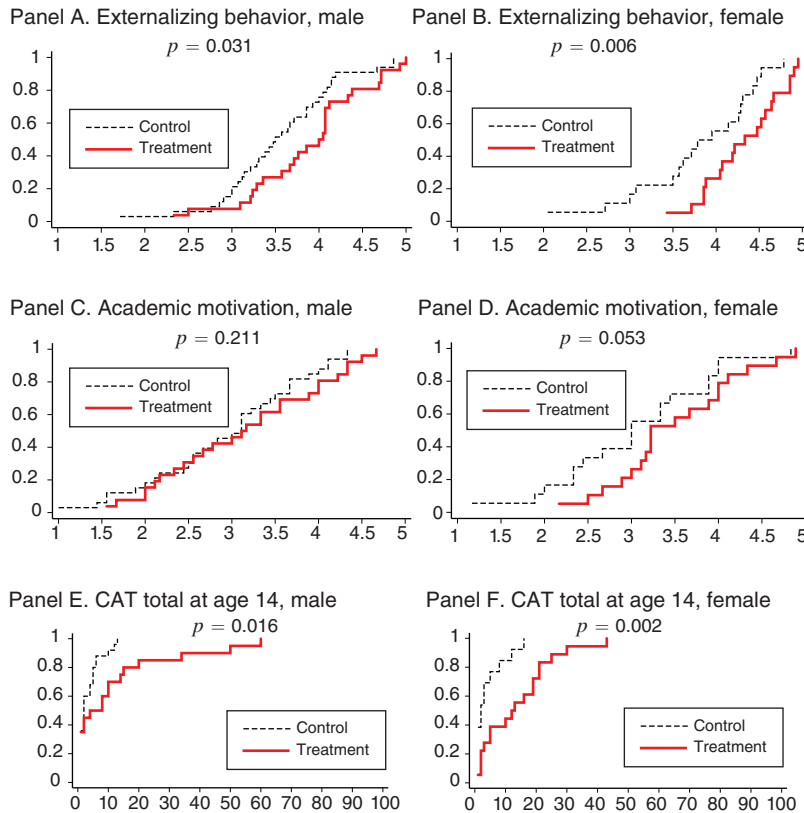 Panel A. Externalizing behavior, male
p = 0.031
1
0.8
0.6
0.4
0.2
0
Control
Treatment
1 1.5 2 2.5 3 3.5 4 4.5 5
Panel B. Externalizing behavior, female
p = 0.006
1
0.8
0.6
0.4
0.2
0
Control
Treatment
1 1.5 2 2.5 3 3.5 4 4.5 5
Panel C. Academic motivation, male
p = 0.211
1
0.8
0.6
0.4
0.2
0
Control
Treatment
1 1.5 2 2.5 3 3.5 4 4.5 5
Panel D. Academic motivation, female
p = 0.053
1
0.8
0.6
0.4
0.2
0
Control
Treatment
1 1.5 2 2.5 3 3.5 4 4.5 5
Panel E. CAT total at age 14, male
p = 0.016
1
0.8
0.6
0.4
0.2
0
Control
Treatment
0 10 20 30 40 50 60 70 80 90 100
Panel F. CAT total at age 14, female
p = 0.002
1
0.8
0.6
0.4
0.2
0
Control
Treatment
0 10 20 30 40 50 60 70 80 90 100